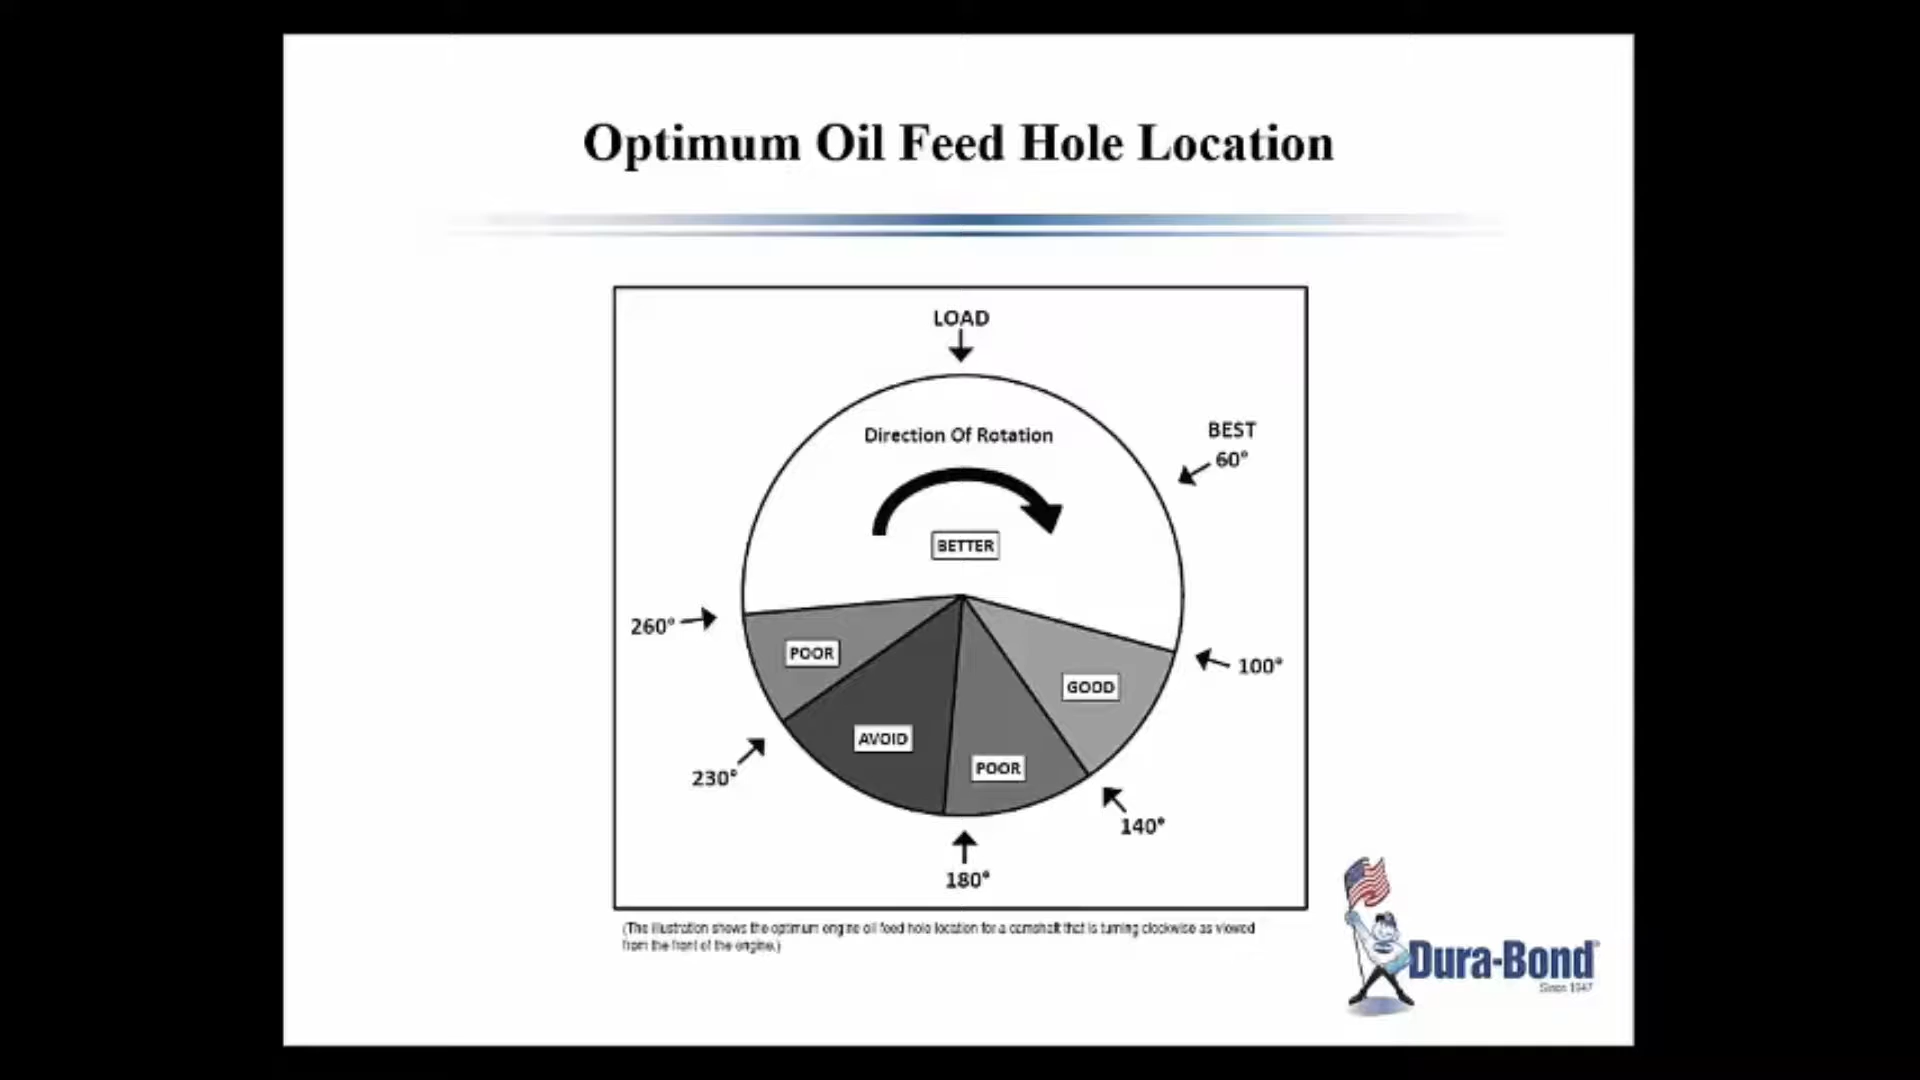 Optimum Oil Feed Hole Location
LOAD
BEST
60°
Direction Of Rotation
BETTER
260°
POOR
100°
GOOD
AVOID
230°
POOR
140°
180°
(The illustration shows the optimum engine oil feed hole location for a camshaft that is turning clockwise as viewed
from the front of the engine.)
Dura-Bond®
Since 1947